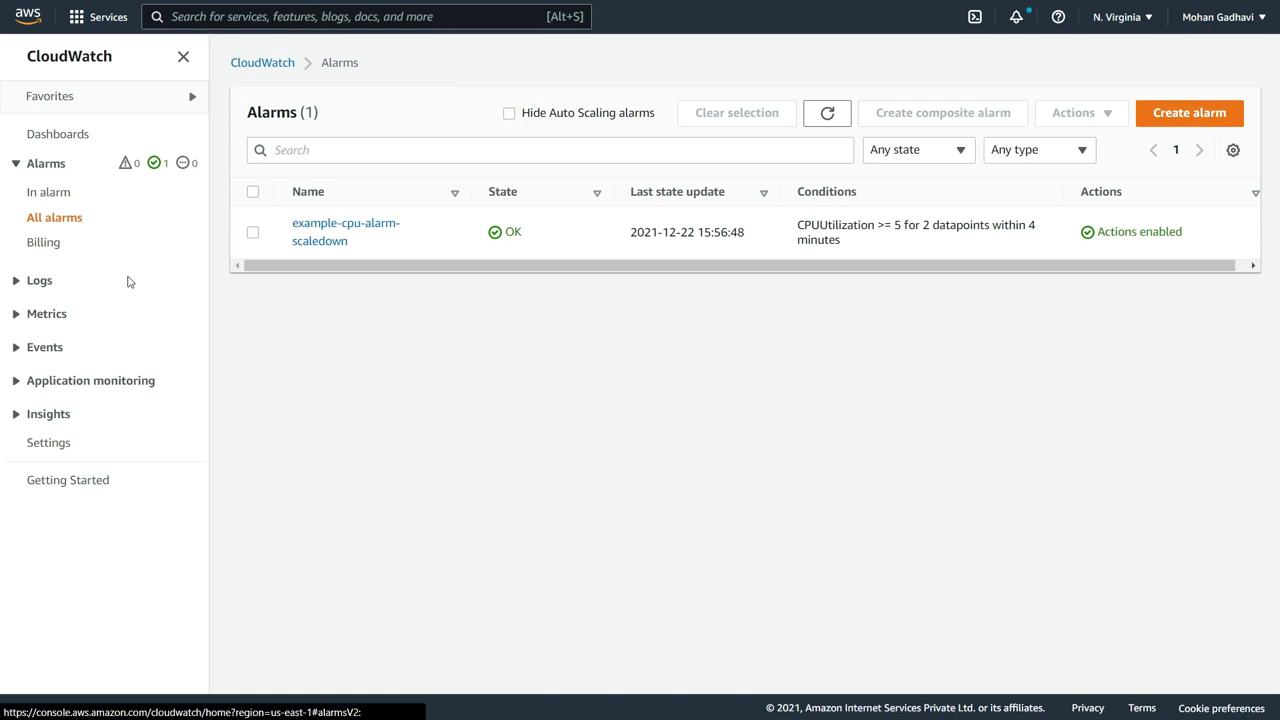 aws Services Search for services, features, blogs, docs, and more [Alt+S] N. Virginia Mohan Gadhavi
CloudWatch
Favorites
Dashboards
Alarms 0 1 0
In alarm
All alarms
Billing
Logs
Metrics
Events
Application monitoring
Insights
Settings
Getting Started
CloudWatch Alarms
Alarms (1) Hide Auto Scaling alarms Clear selection Create composite alarm Actions Create alarm
Search Any state Any type 1
Name State Last state update Conditions Actions
example-cpu-alarm-
scaledown
OK
2021-12-22 15:56:48
CPUUtilization >= 5 for 2 datapoints within 4
minutes
Actions enabled
https://console.aws.amazon.com/cloudwatch/home?region=us-east-1#alarmsV2:
© 2021, Amazon Internet Services Private Ltd. or its affiliates. Privacy Terms Cookie preferences